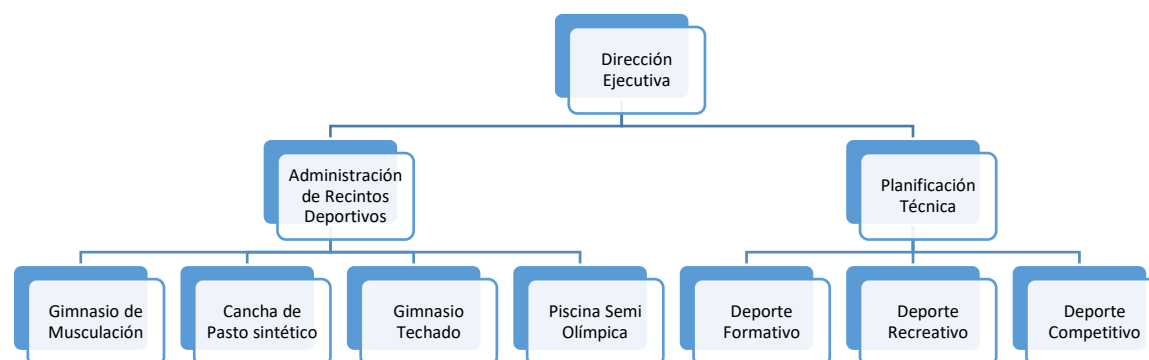 Dirección
Ejecutiva
Administración
de Recintos
Deportivos
Planificación
Técnica
Gimnasio de
Musculación
Cancha de
Pasto sintético
Gimnasio
Techado
Piscina Semi
Olímpica
Deporte
Formativo
Deporte
Recreativo
Deporte
Competitivo